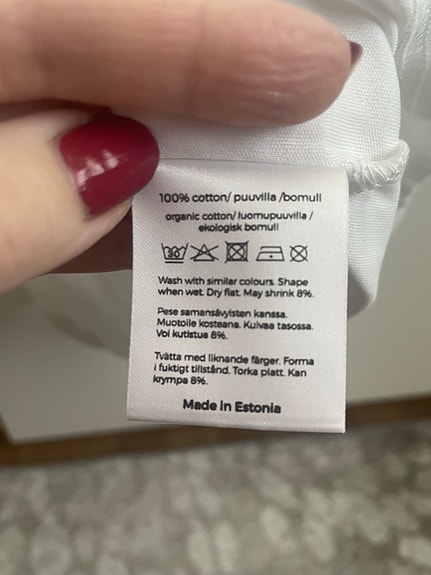 100% cotton/ puuvilla /bomull
organic cotton/ luomupuuvilla /
ekologisk bomull
30
Wash with similar colours. Shape
when wet. Dry flat. May shrink 8%.
Pese samansävyisten kanssa.
Muotoile kosteana. Kuivaa tasossa.
Voi kutistua 8%.
Tvätta med liknande färger. Forma
i fuktigt tillstånd. Torka platt. Kan
krympa 8%.
Made in Estonia